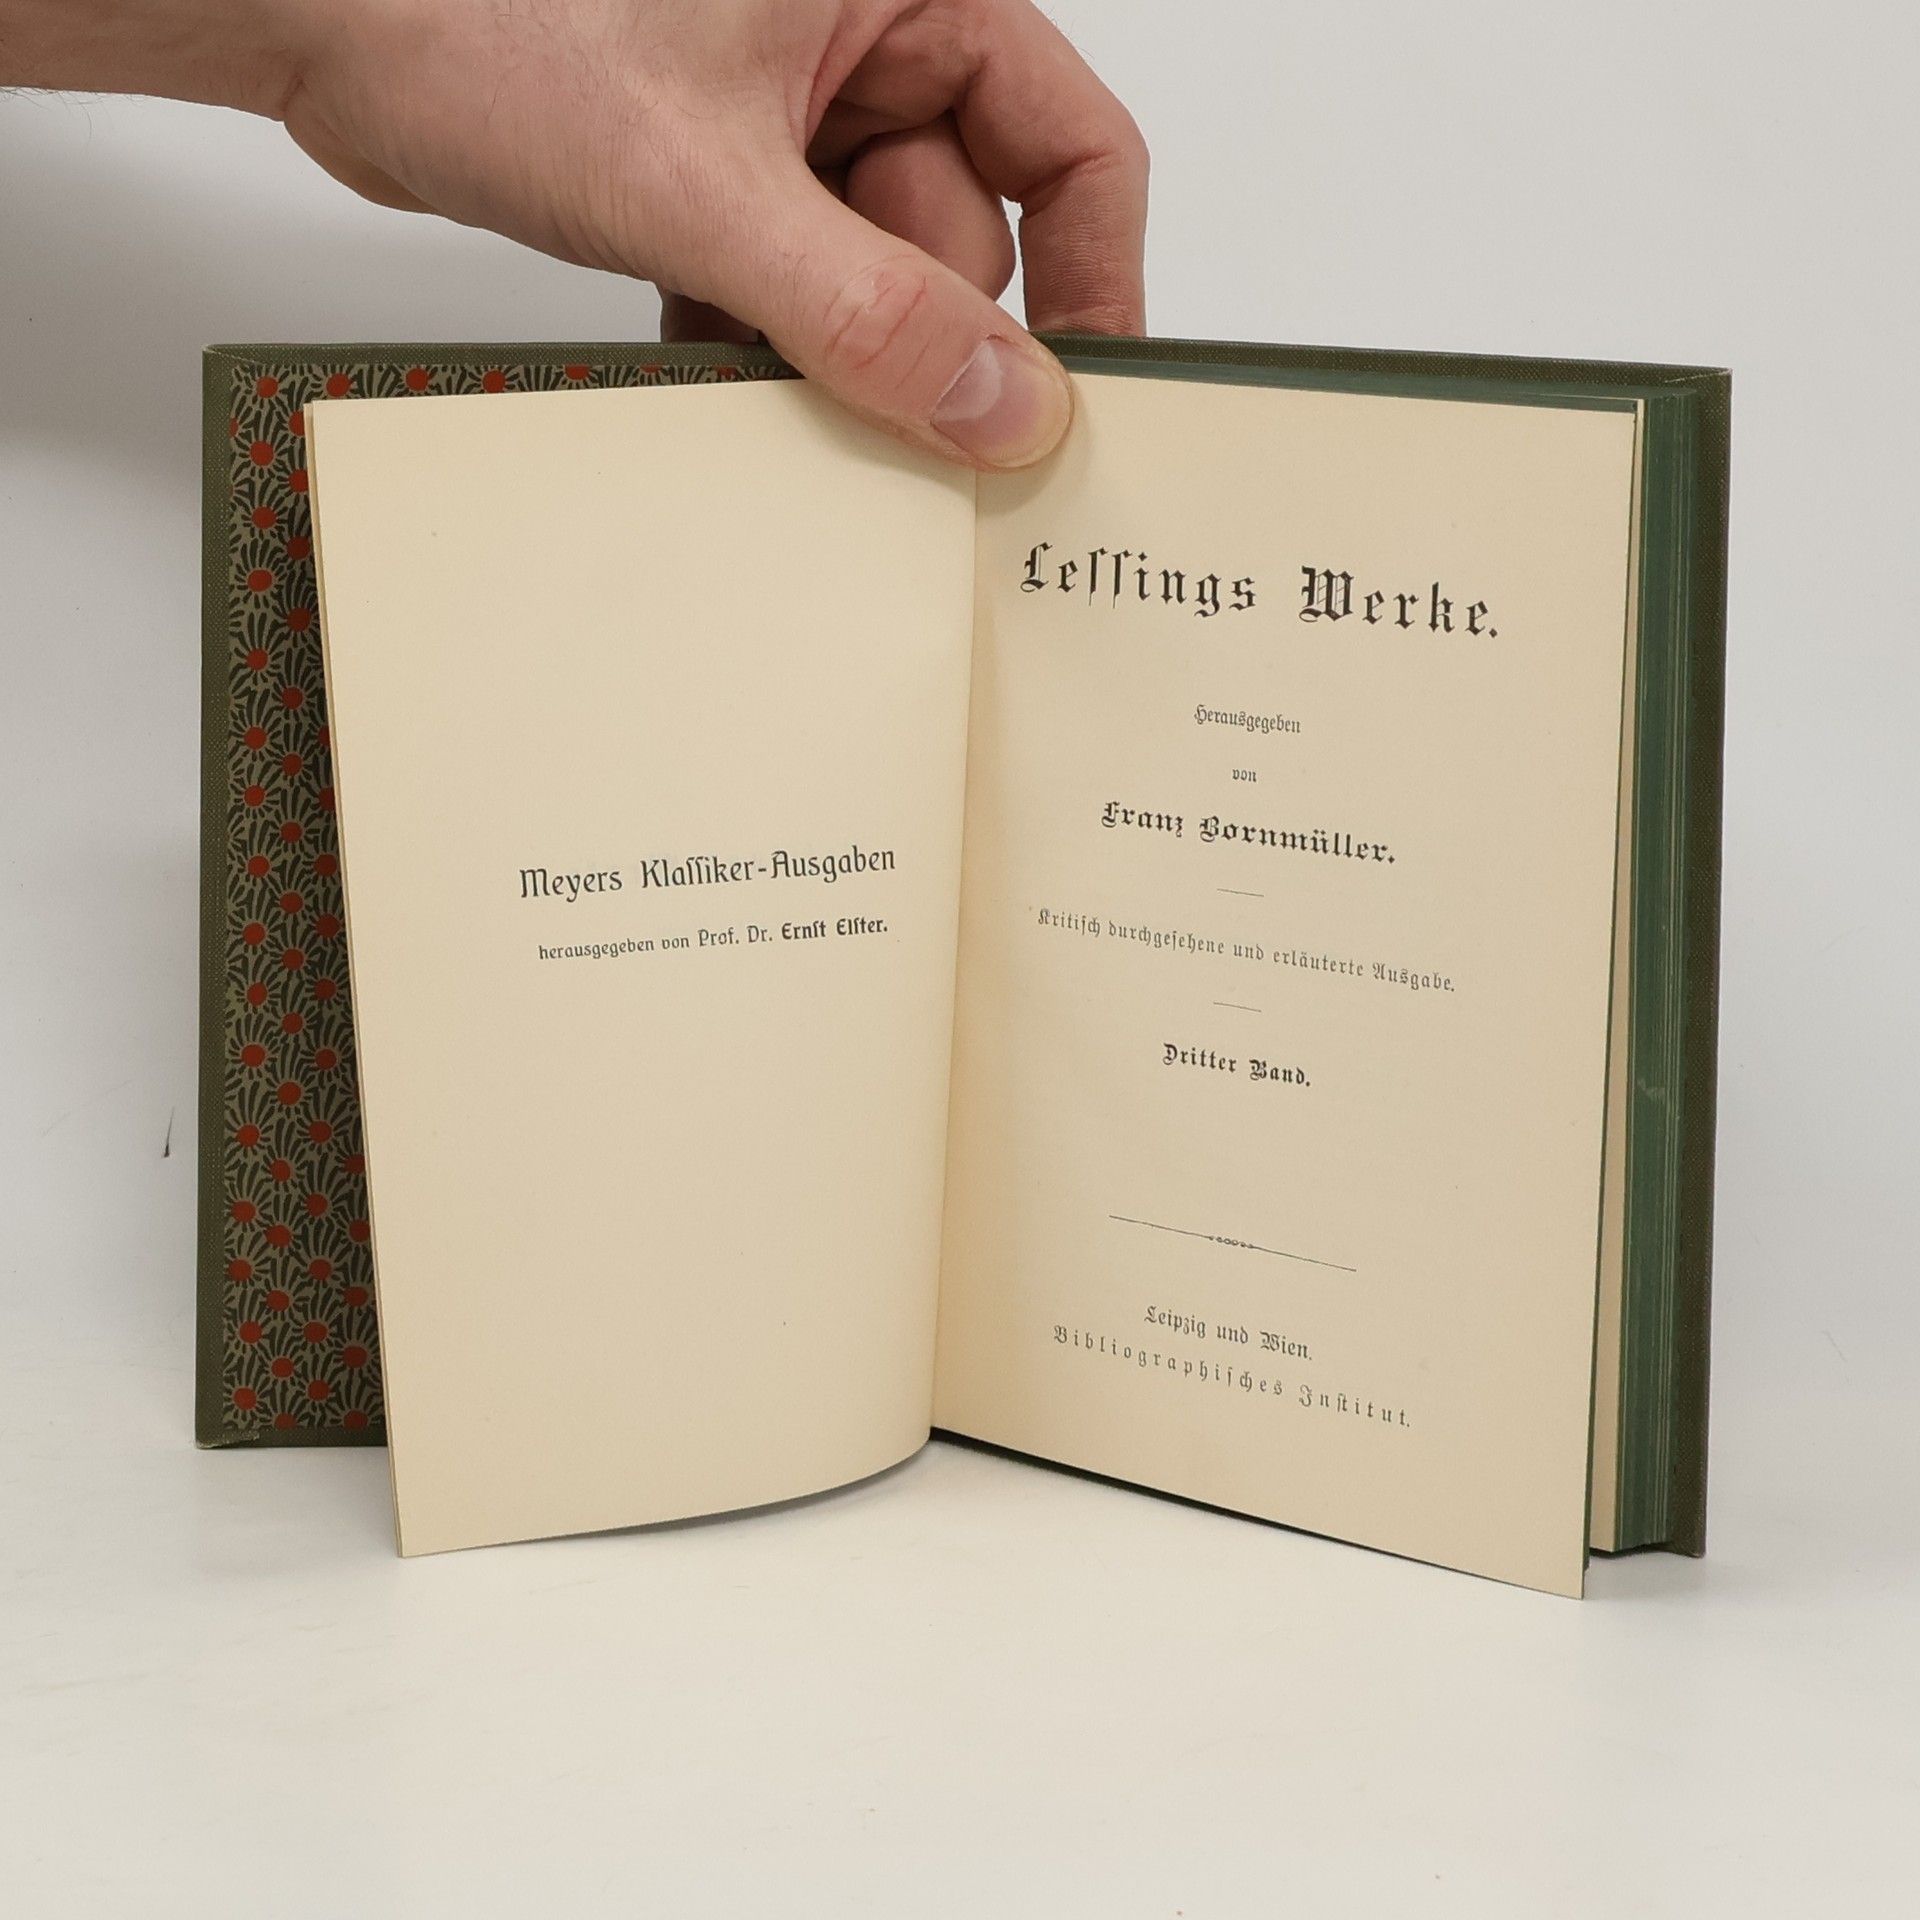 Meyers Klaſſiker-Ausgaben
herausgegeben von Prof. Dr. Ernſt Elſter.
Leſſings Werke.
Herausgegeben
von
Franz Bornmüller.
Kritiſch durchgeſehene und erläuterte Ausgabe.
Dritter Band.
Leipzig und Wien.
Bibliographiſches Inſtitut.